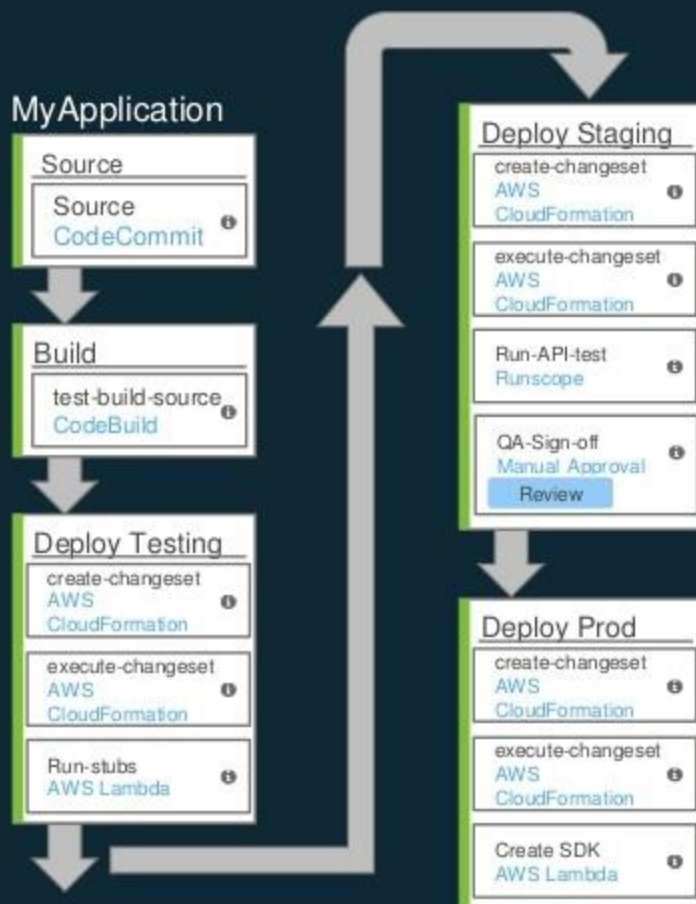 MyApplication
Source
Source
CodeCommit
Build
test-build-source
CodeBuild
Deploy Testing
create-changeset
AWS
CloudFormation
execute-changeset
AWS
CloudFormation
Run-stubs
AWS Lambda
Deploy Staging
create-changeset
AWS
CloudFormation
execute-changeset
AWS
CloudFormation
Run-API-test
Runscope
QA-Sign-off
Manual Approval
Review
Deploy Prod
create-changeset
AWS
CloudFormation
execute-changeset
AWS
CloudFormation
Create SDK
AWS Lambda